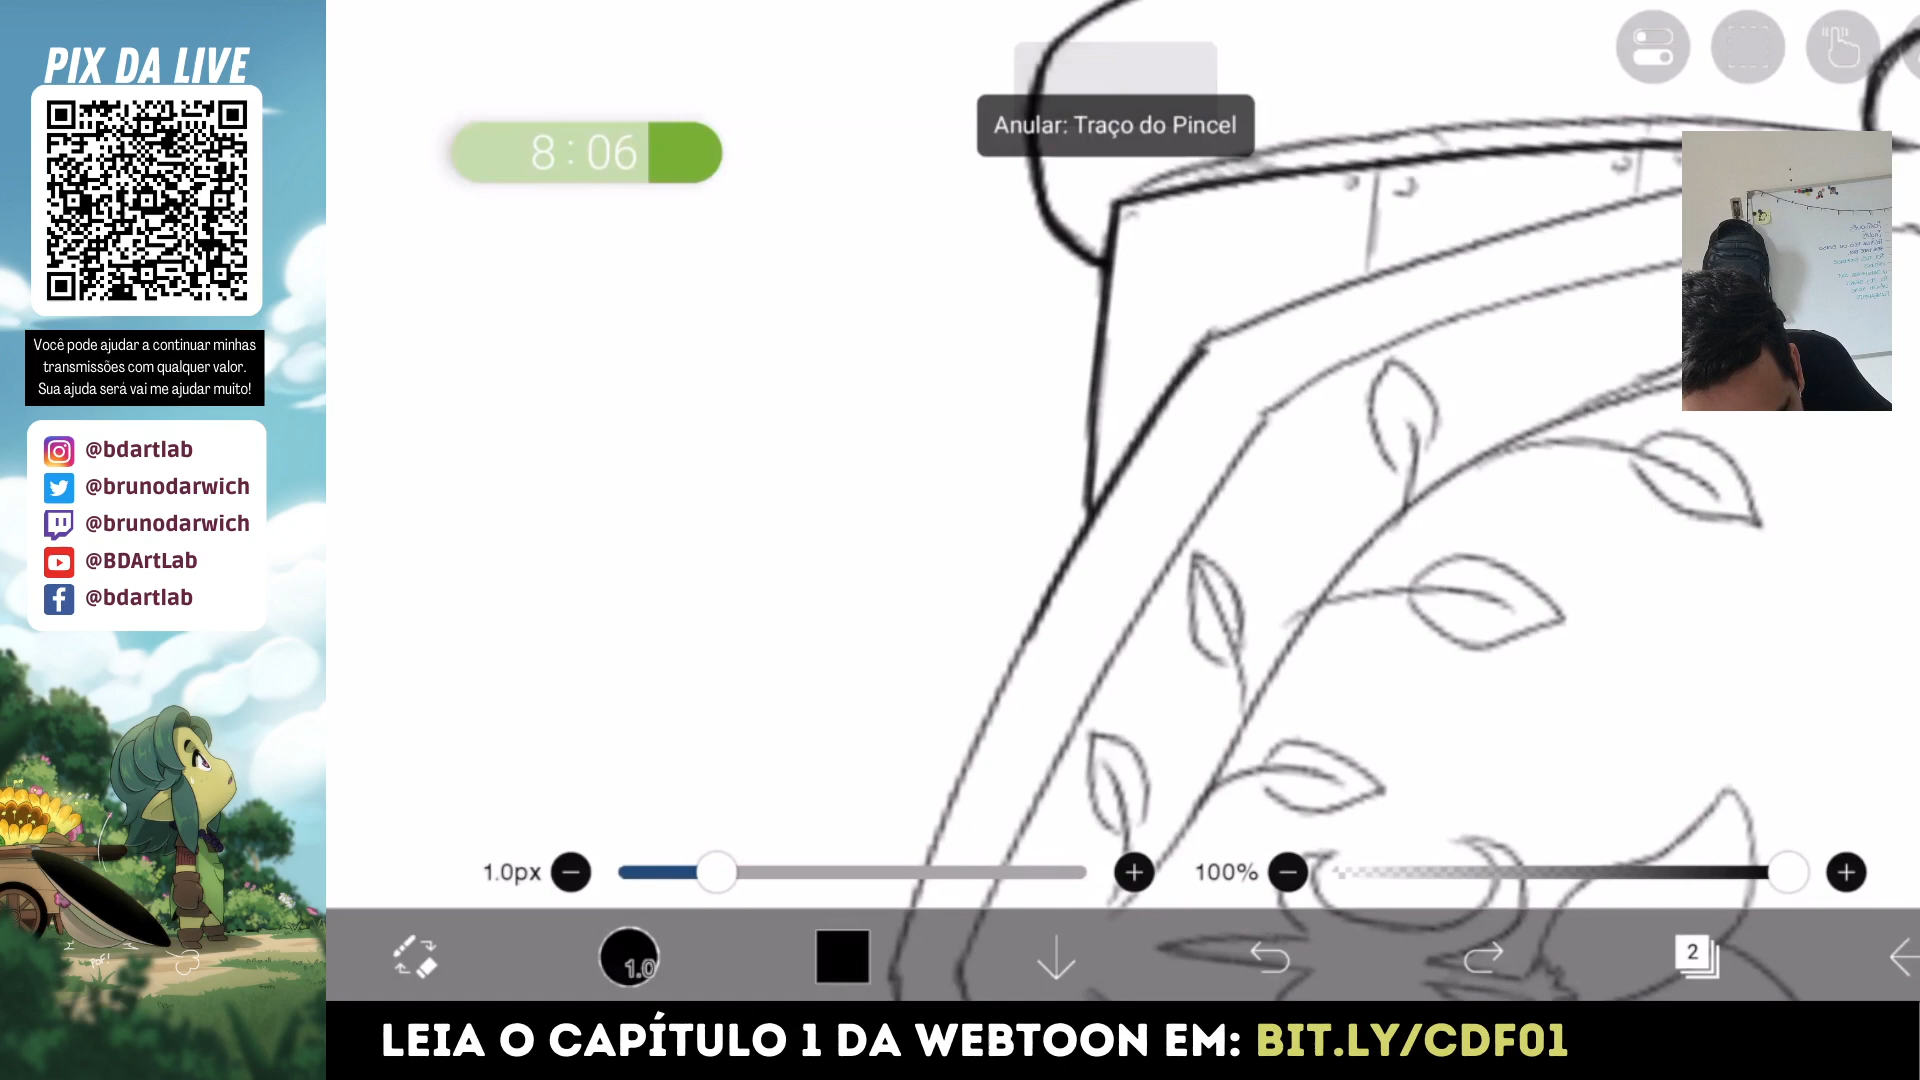 PIX DA LIVE
Você pode ajudar a continuar minhas
transmissões com qualquer valor.
Sua ajuda será vai me ajudar muito!
@bdartlab
@brunodarwich
@brunodarwich
@BDArtLab
@bdartlab
POF!
8:06
Anular: Traço do Pincel
1.0px
100%
1.0
2
LEIA O CAPÍTULO 1 DA WEBTOON EM: BIT.LY/CDF01